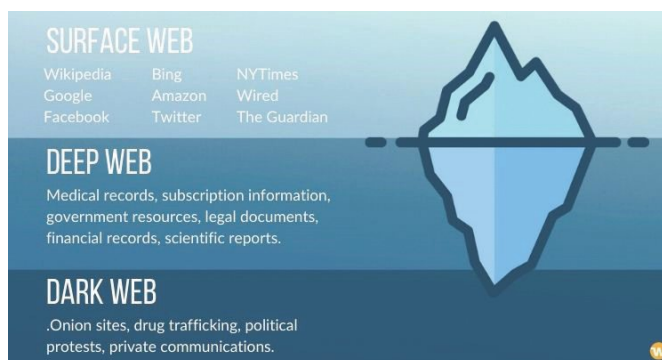 SURFACE WEB
Wikipedia Bing NYTimes
Google Amazon Wired
Facebook Twitter The Guardian
DEEP WEB
Medical records, subscription information,
government resources, legal documents,
financial records, scientific reports.
DARK WEB
.Onion sites, drug trafficking, political
protests, private communications.